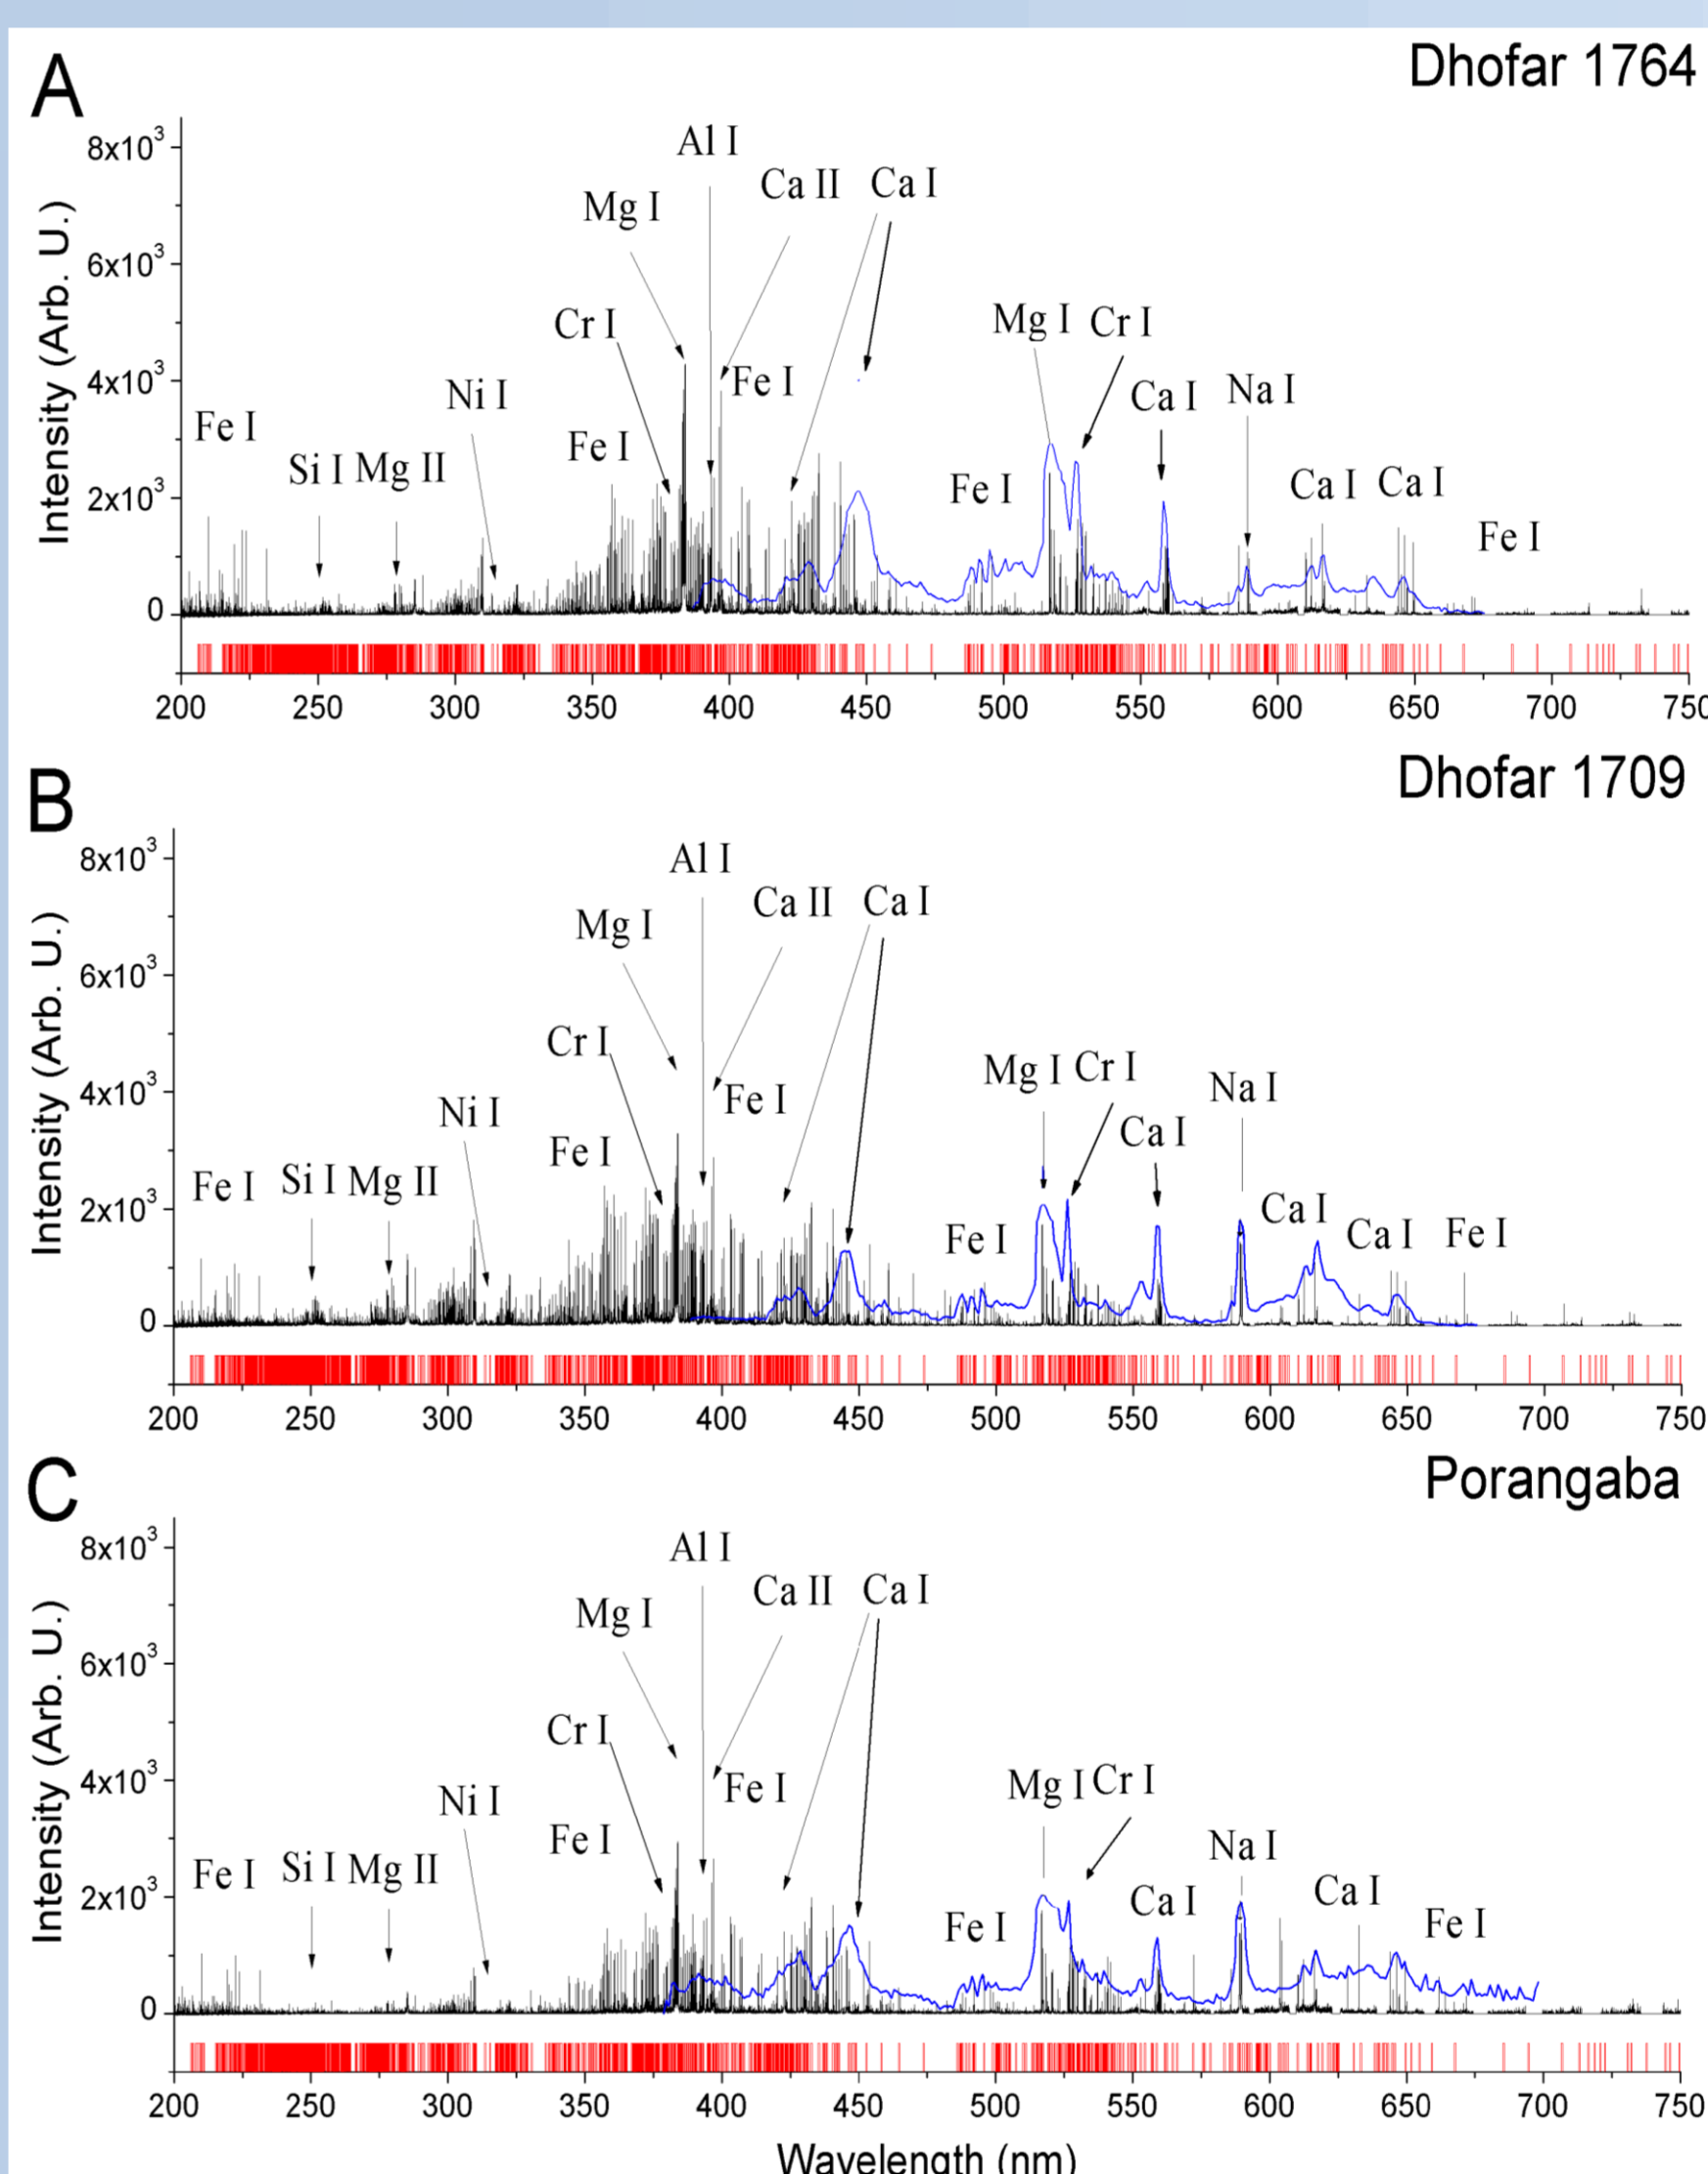 A
Dhofar 1764
Intensity (Arb. U.)
8x10³
6x10³
4x10³
2x10³
0
Al I
Ca II
Ca I
Mg I
Cr I
Fe I
Ni I
Fe I
Fe I
Si I
Mg II
Mg I
Cr I
Ca I
Na I
Fe I
Ca I
Ca I
Fe I
200 250 300 350 400 450 500 550 600 650 700 750
B
Dhofar 1709
Intensity (Arb. U.)
8x10³
6x10³
4x10³
2x10³
0
Al I
Ca II
Ca I
Mg I
Cr I
Fe I
Ni I
Fe I
Fe I
Si I
Mg II
Mg I
Cr I
Na I
Ca I
Fe I
Ca I
Ca I
Fe I
200 250 300 350 400 450 500 550 600 650 700 750
C
Porangaba
Intensity (Arb. U.)
8x10³
6x10³
4x10³
2x10³
0
Al I
Ca II
Ca I
Mg I
Cr I
Fe I
Ni I
Fe I
Fe I
Si I
Mg II
Mg I
Cr I
Na I
Ca I
Fe I
Ca I
Fe I
200 250 300 350 400 450 500 550 600 650 700 750
Wavelength (nm)